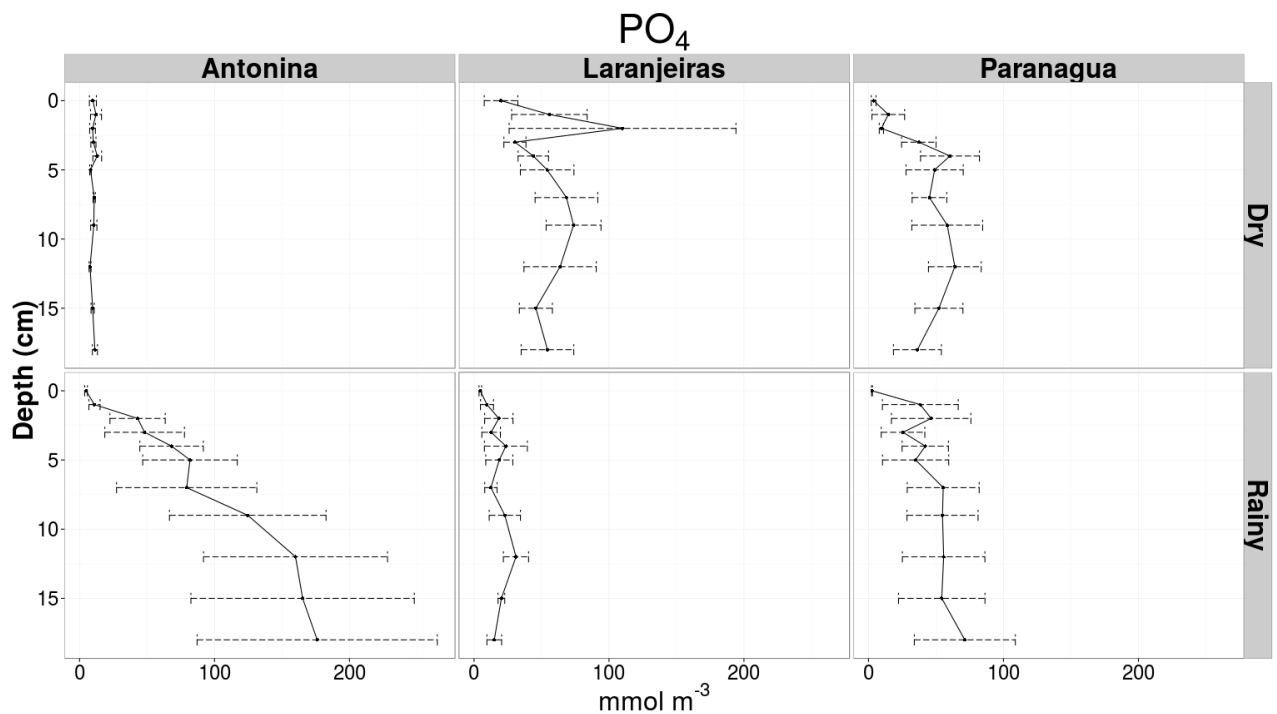 PO4
Antonina Laranjeiras Paranagua
0
5
10
15
Dry
0
5
10
15
Rainy
Depth (cm)
0 100 200 0 100 200 0 100 200
mmol m-3